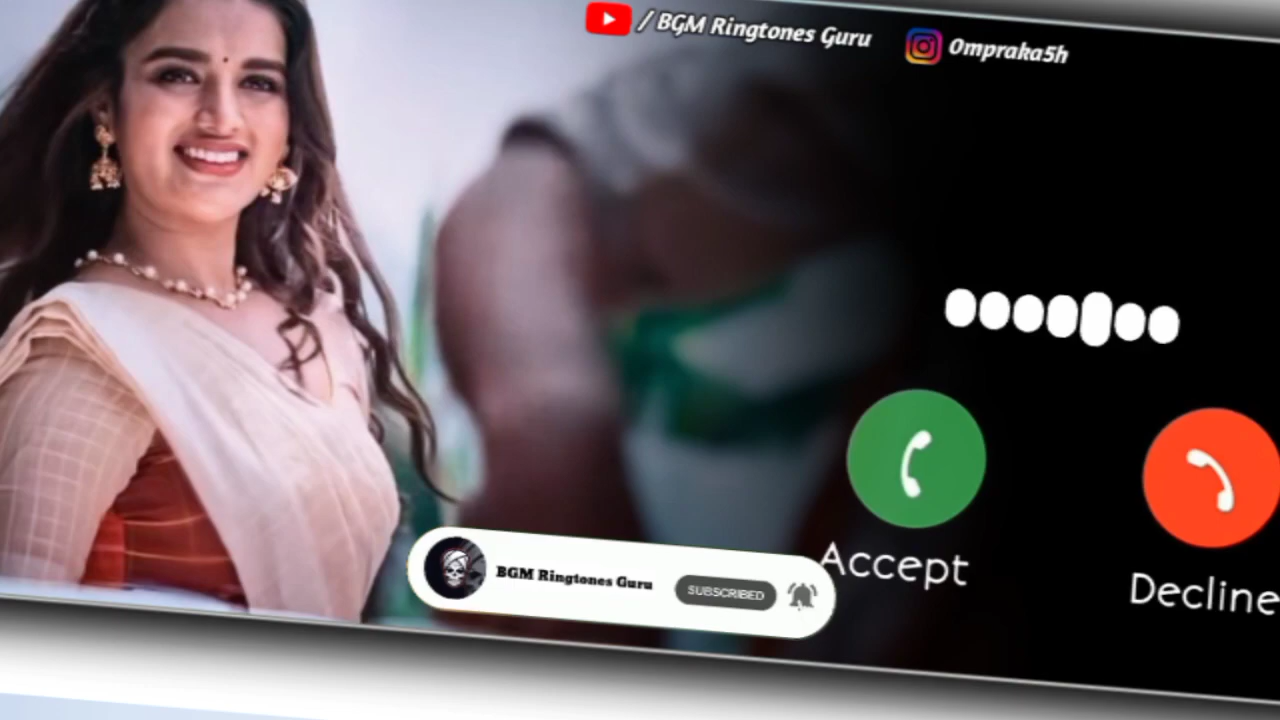 / BGM Ringtones Guru
Ompraka5h
Accept
Decline
BGM Ringtones Guru
SUBSCRIBED